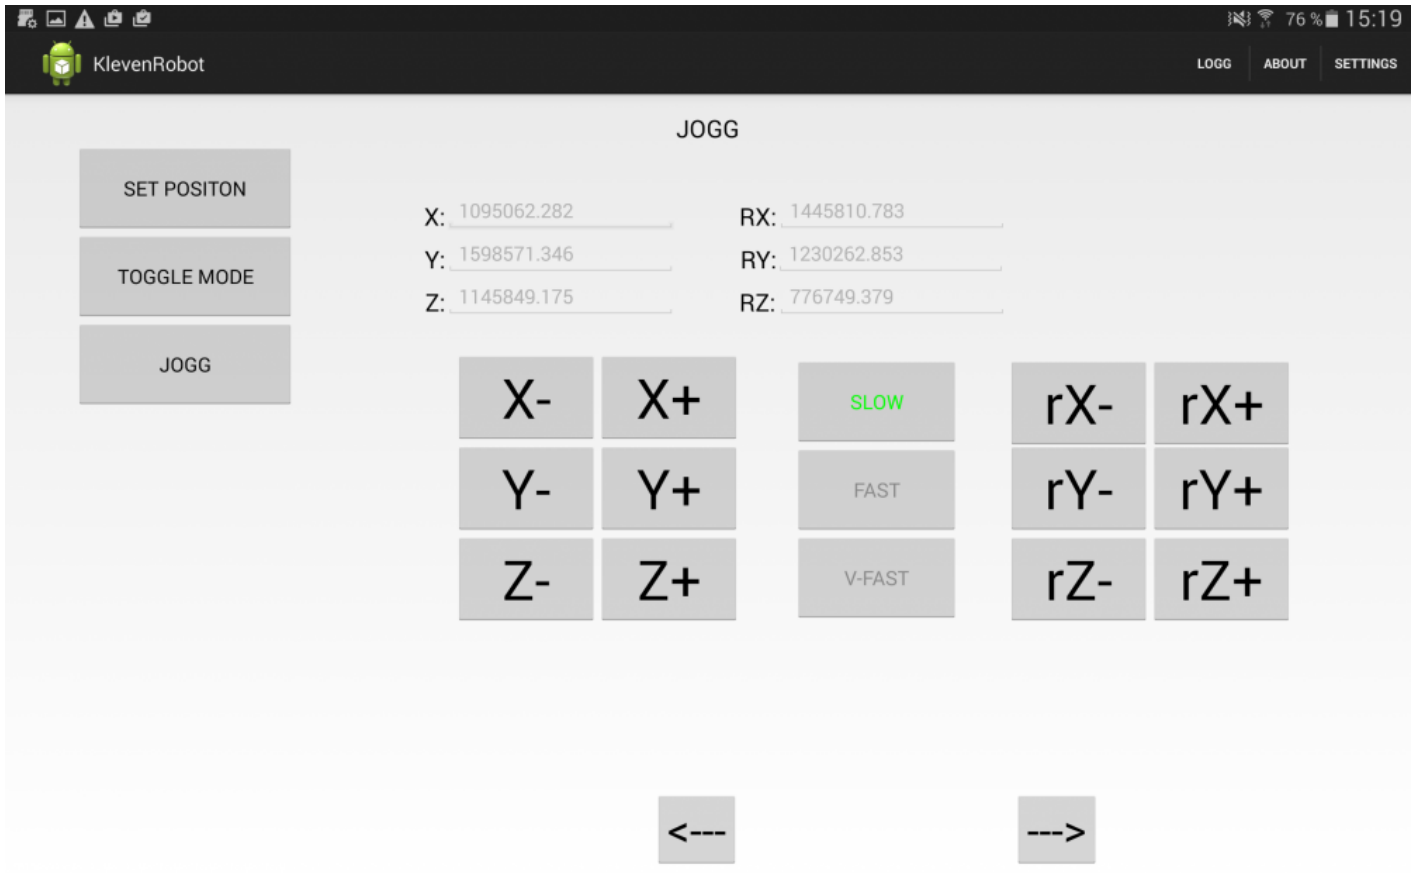 76 % 15:19
KlevenRobot LOGG ABOUT SETTINGS
JOGG
SET POSITON
TOGGLE MODE
JOGG
X: 1095062.282 RX: 1445810.783
Y: 1598571.346 RY: 1230262.853
Z: 1145849.175 RZ: 776749.379
X- X+ SLOW rX- rX+
Y- Y+ FAST rY- rY+
Z- Z+ V-FAST rZ- rZ+
<--- --->